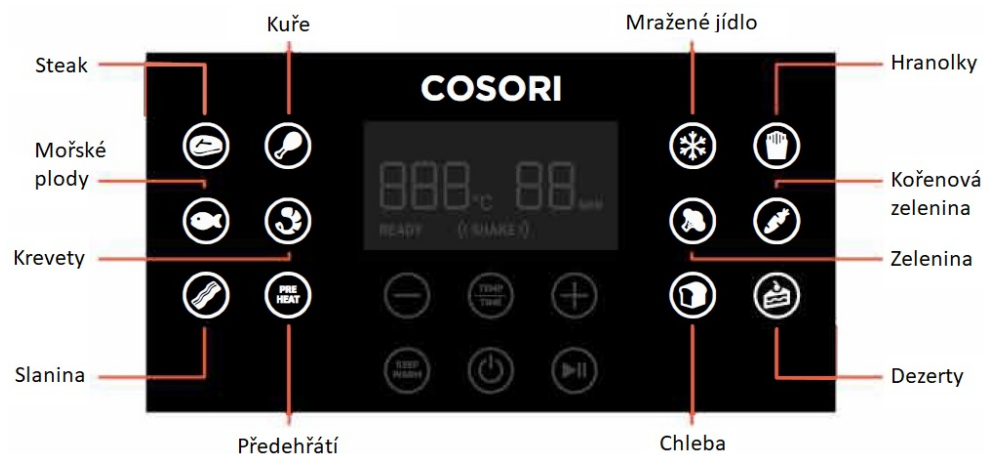 Kuře
Mražené jídlo
Steak
Hranolky
COSORI
Mořské
plody
888 °C 88 MIN
Kořenová
zelenina
READY ((SHAKE))
Krevety
Zelenina
PRE
HEAT
TEMP
TIME
Slanina
KEEP
WARM
Dezerty
Předehřátí
Chleba